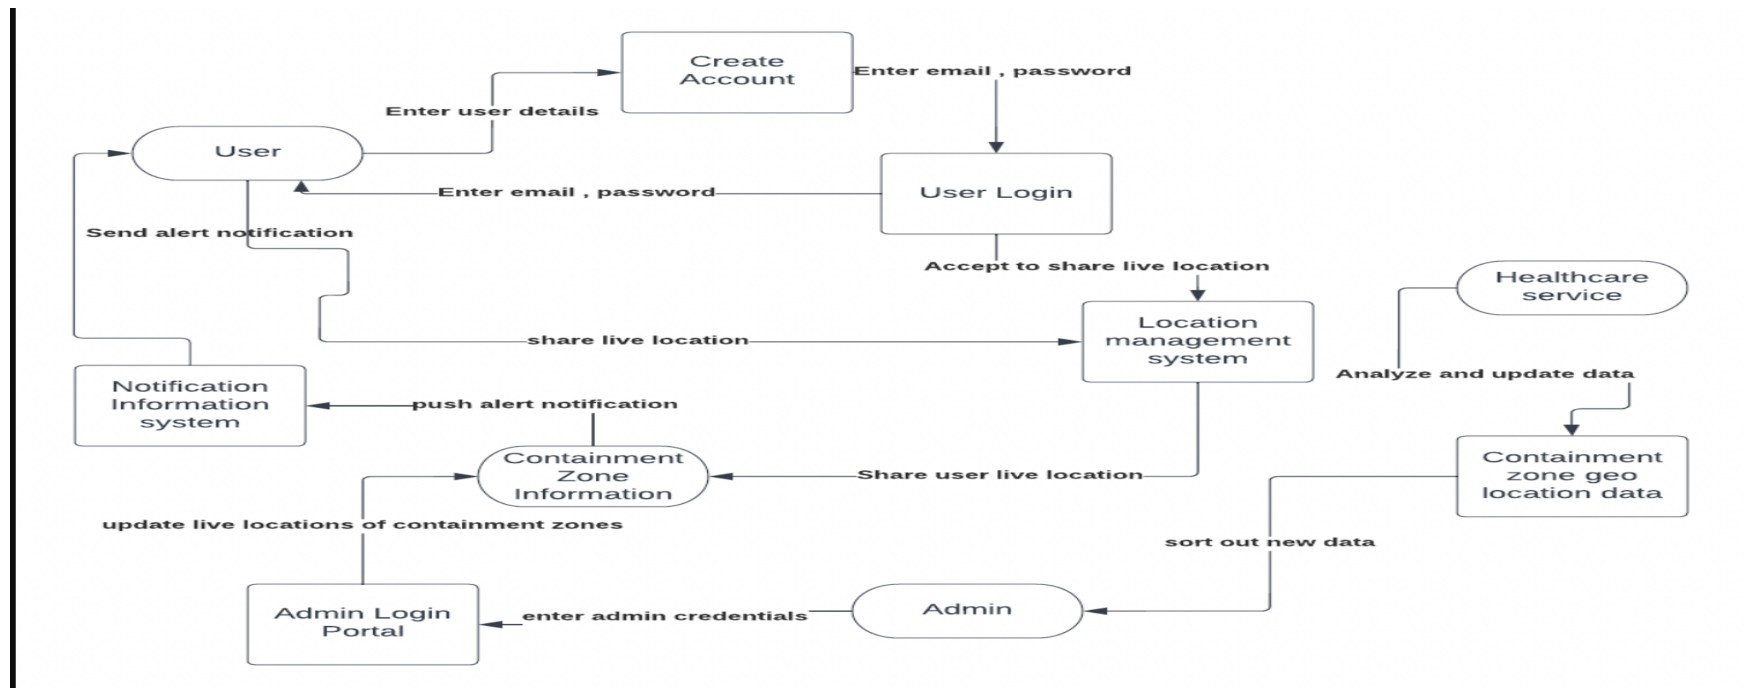 Create
Account
Enter email , password
Enter user details
User
Enter email , password
User Login
Send alert notification
Accept to share live location
Healthcare
service
Location
management
system
share live location
Analyze and update data
Notification
Information
system
push alert notification
Containment
Zone
Information
Share user live location
Containment
zone geo
location data
update live locations of containment zones
sort out new data
Admin Login
Portal
enter admin credentials
Admin